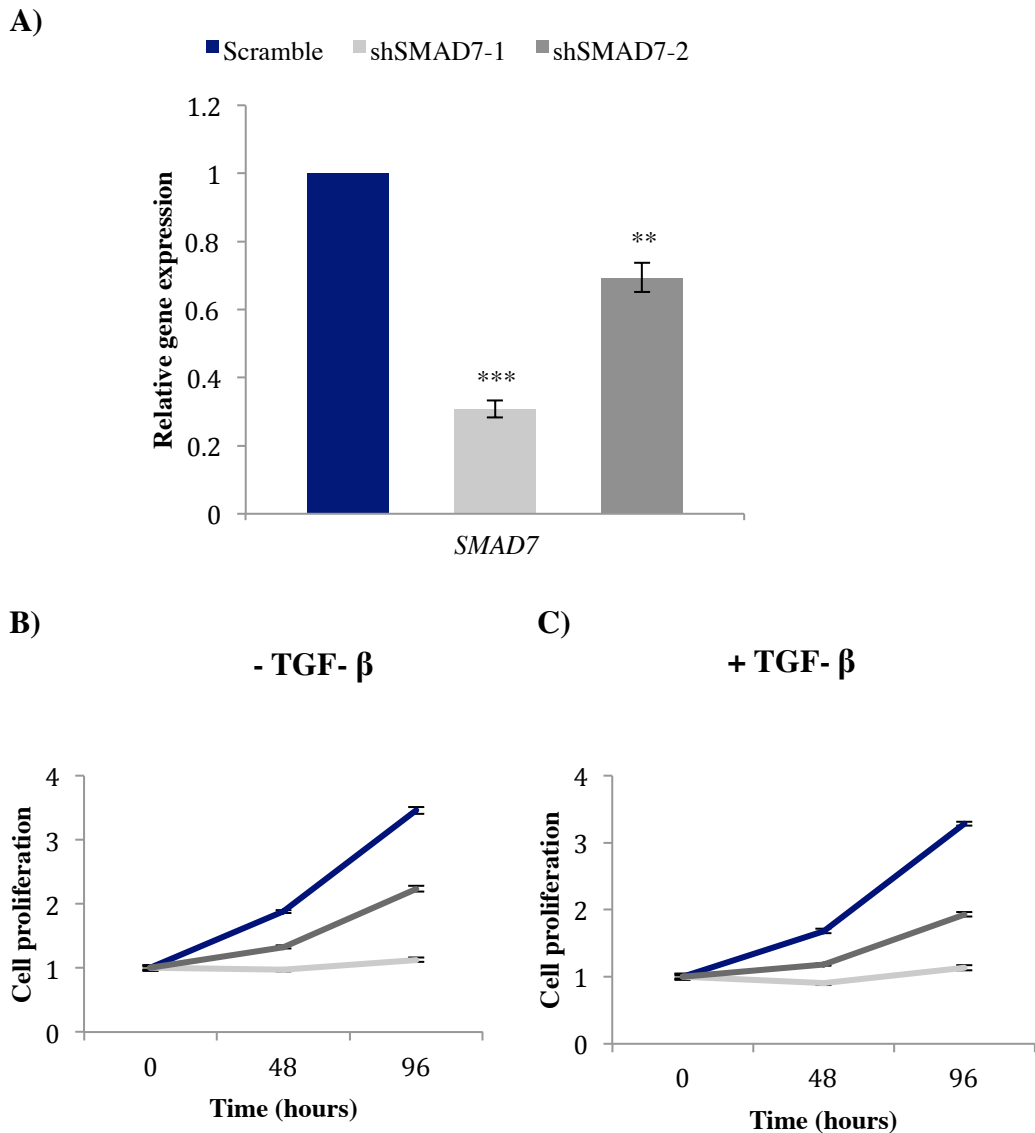 A)
Scramble shSMAD7-1 shSMAD7-2
Relative gene expression
1.2
1
0.8
0.6
0.4
0.2
0
***
**
SMAD7
B)
- TGF- β
Cell proliferation
4
3
2
1
0
0 48 96
Time (hours)
C)
+ TGF- β
Cell proliferation
4
3
2
1
0
0 48 96
Time (hours)